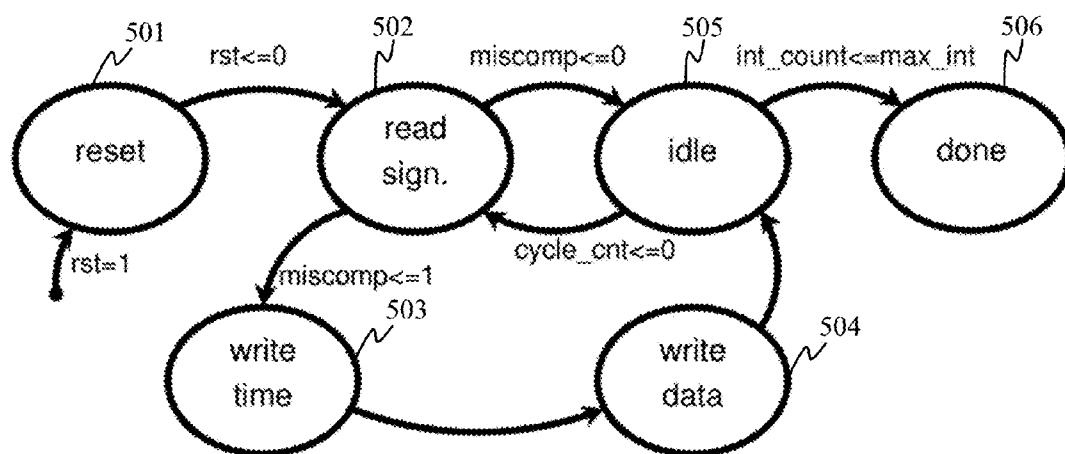 501
502
505
506
rst<=0
miscomp<=0
int_count<=max_int
reset
read
sign.
idle
done
rst=1
miscomp<=1
cycle_cnt<=0
503
504
write
time
write
data